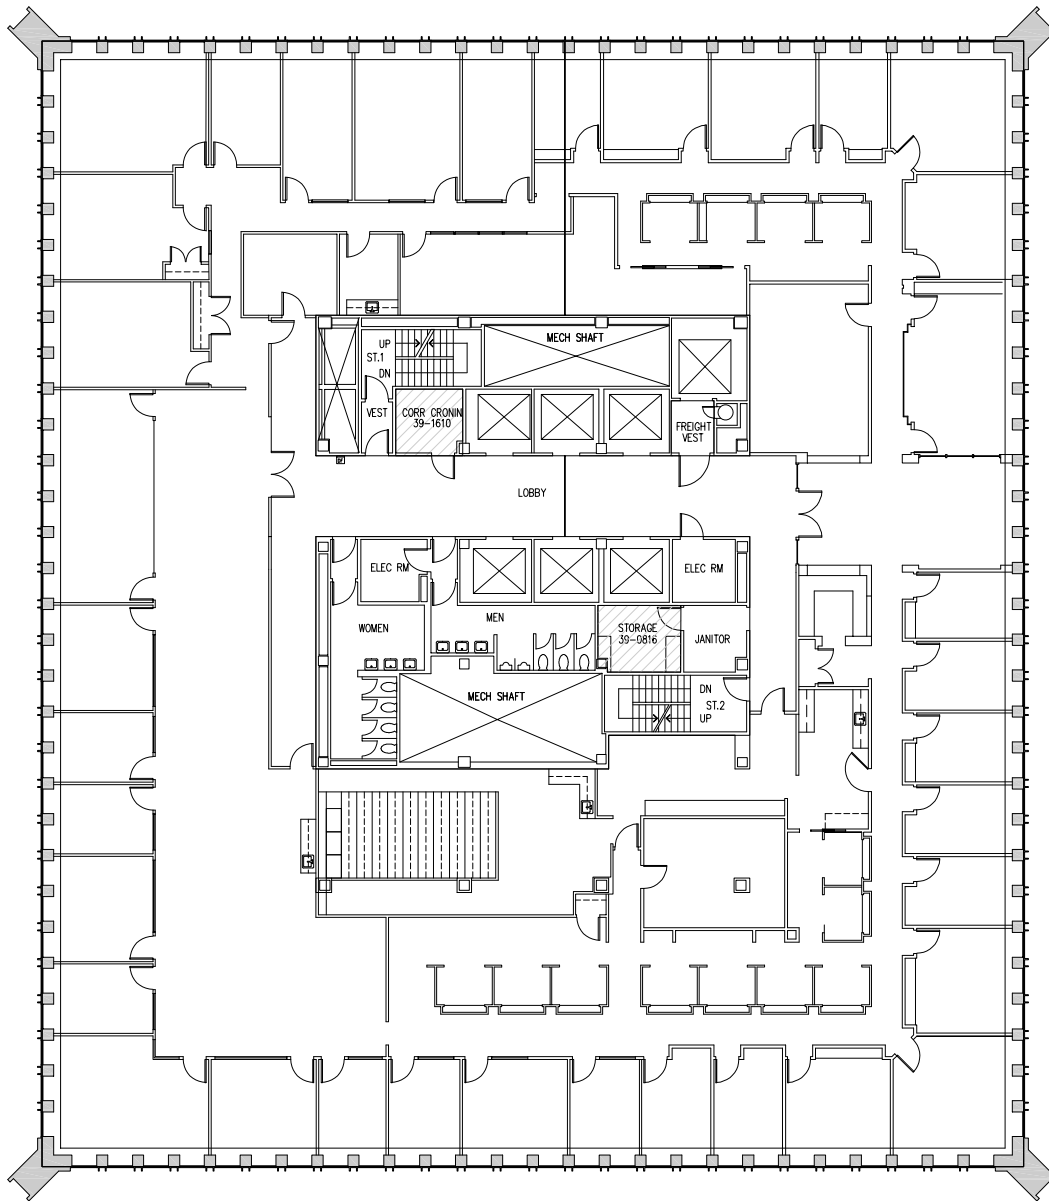 MECH SHAFT
UP
ST.1
DN
VEST
CORR CRONIN
39-1610
FREIGHT
VEST
LOBBY
ELEC RM
ELEC RM
WOMEN
MEN
STORAGE
39-0816
JANITOR
MECH SHAFT
DN
ST.2
UP